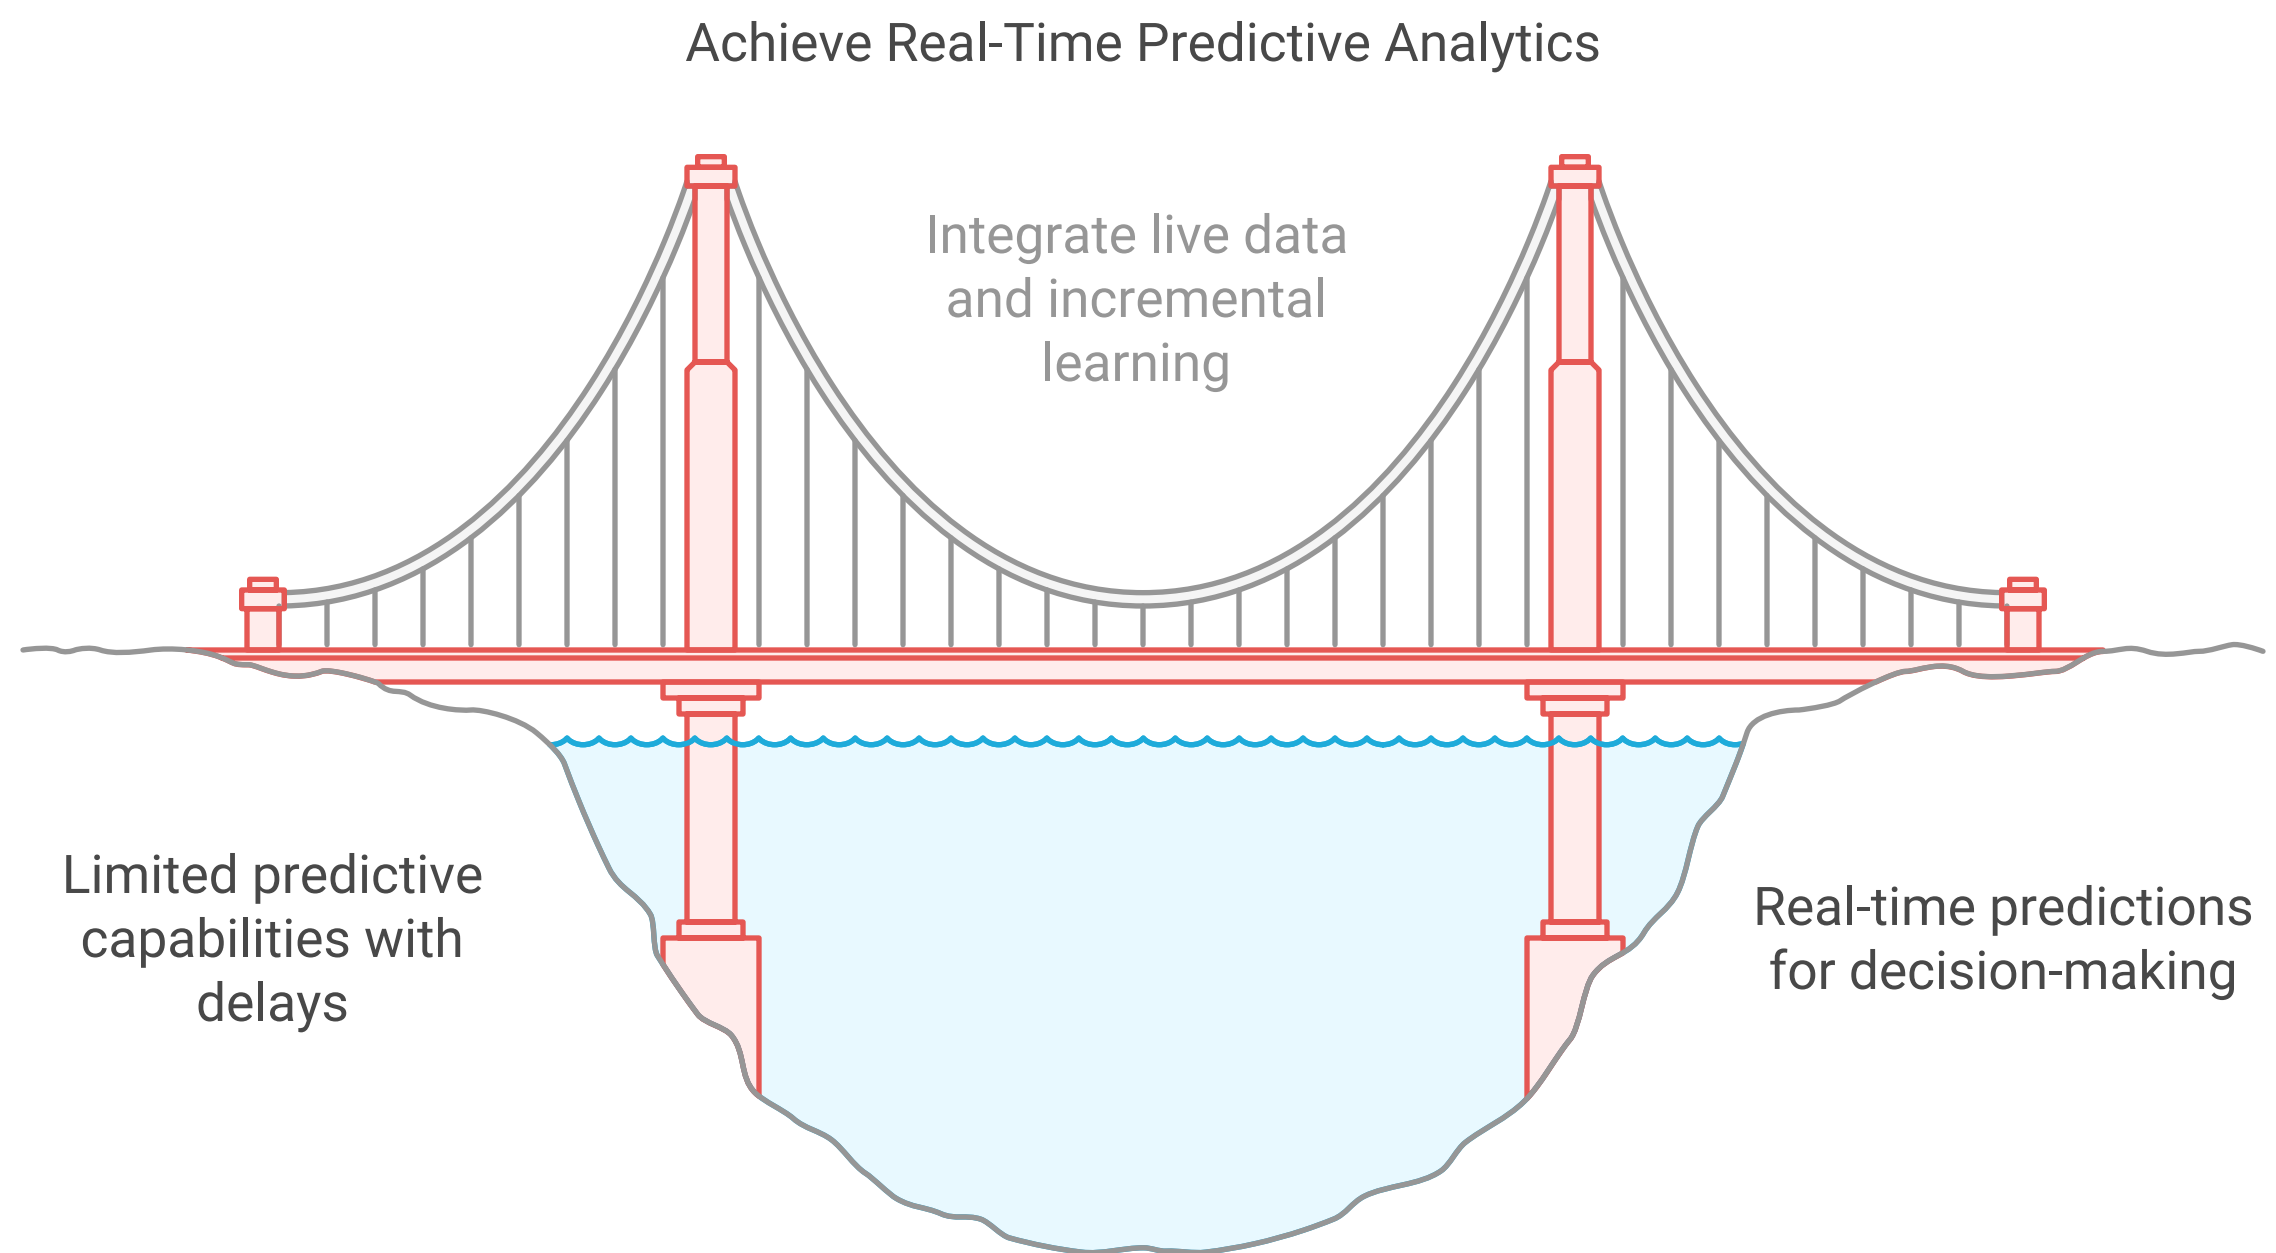 Achieve Real-Time Predictive Analytics
Integrate live data
and incremental
learning
Limited predictive
capabilities with
delays
Real-time predictions
for decision-making